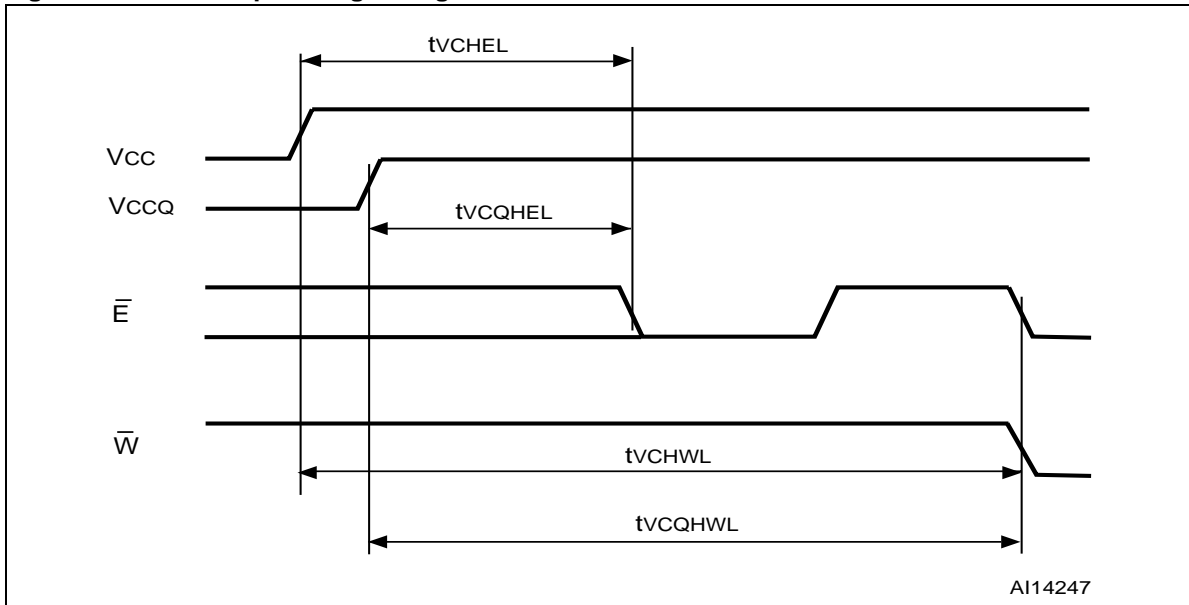 tVCHEL
VCC
VCCQ
tVCQHEL
E̅
W̅
tVCHWL
tVCQHWL
AI14247